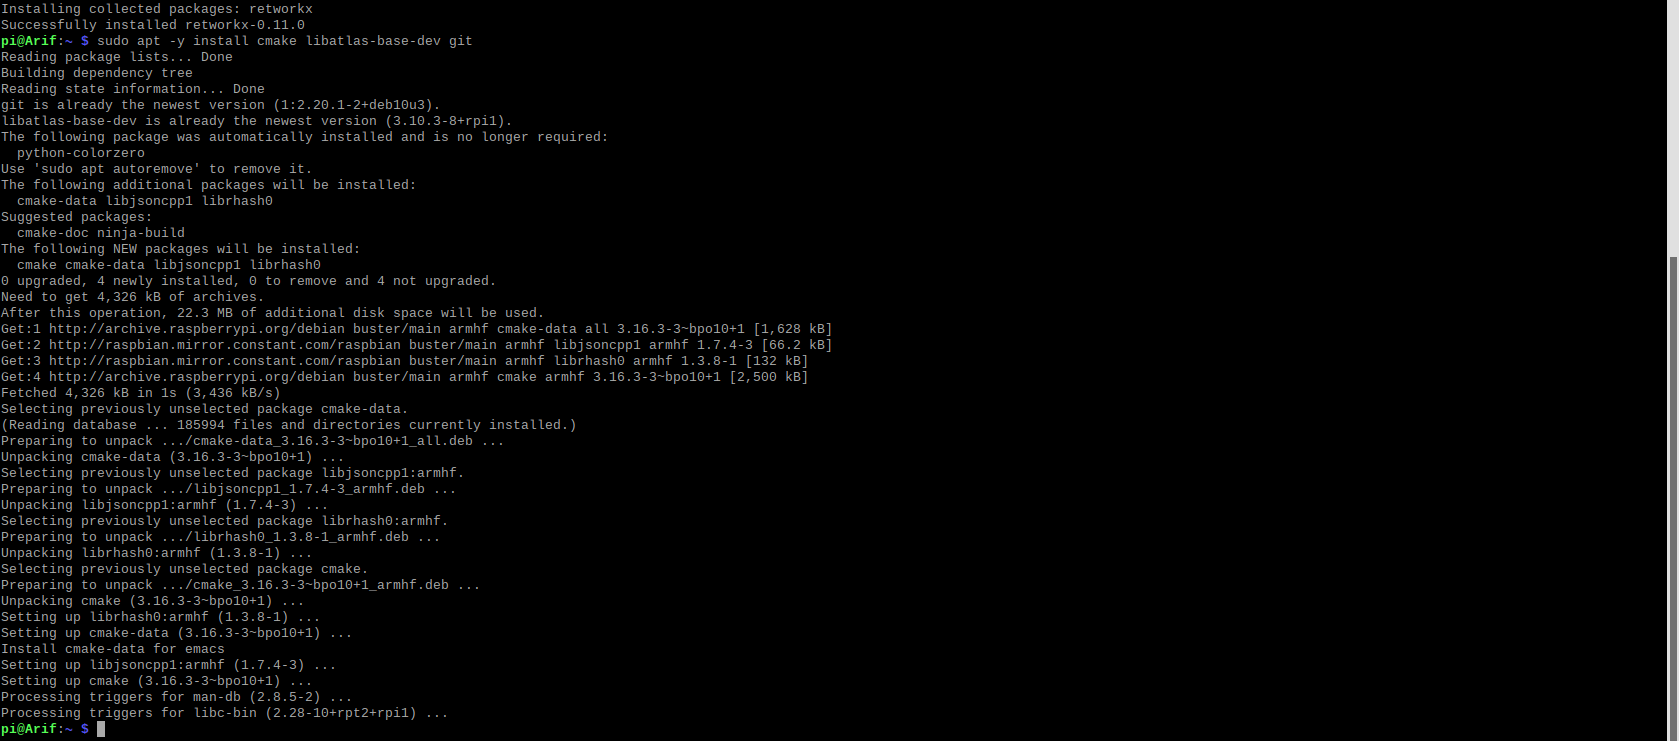 Installing collected packages: retworkx
Successfully installed retworkx-0.11.0
pi@Arif:~ $ sudo apt -y install cmake libatlas-base-dev git
Reading package lists... Done
Building dependency tree
Reading state information... Done
git is already the newest version (1:2.20.1-2+deb10u3).
libatlas-base-dev is already the newest version (3.10.3-8+rpi1).
The following package was automatically installed and is no longer required:
  python-colorzero
Use 'sudo apt autoremove' to remove it.
The following additional packages will be installed:
  cmake-data libjsoncpp1 librhash0
Suggested packages:
  cmake-doc ninja-build
The following NEW packages will be installed:
  cmake cmake-data libjsoncpp1 librhash0
0 upgraded, 4 newly installed, 0 to remove and 4 not upgraded.
Need to get 4,326 kB of archives.
After this operation, 22.3 MB of additional disk space will be used.
Get:1 http://archive.raspberrypi.org/debian buster/main armhf cmake-data all 3.16.3-3~bpo10+1 [1,628 kB]
Get:2 http://raspbian.mirror.constant.com/raspbian buster/main armhf libjsoncpp1 armhf 1.7.4-3 [66.2 kB]
Get:3 http://raspbian.mirror.constant.com/raspbian buster/main armhf librhash0 armhf 1.3.8-1 [132 kB]
Get:4 http://archive.raspberrypi.org/debian buster/main armhf cmake armhf 3.16.3-3~bpo10+1 [2,500 kB]
Fetched 4,326 kB in 1s (3,436 kB/s)
Selecting previously unselected package cmake-data.
(Reading database ... 185994 files and directories currently installed.)
Preparing to unpack .../cmake-data_3.16.3-3~bpo10+1_all.deb ...
Unpacking cmake-data (3.16.3-3~bpo10+1) ...
Selecting previously unselected package libjsoncpp1:armhf.
Preparing to unpack .../libjsoncpp1_1.7.4-3_armhf.deb ...
Unpacking libjsoncpp1:armhf (1.7.4-3) ...
Selecting previously unselected package librhash0:armhf.
Preparing to unpack .../librhash0_1.3.8-1_armhf.deb ...
Unpacking librhash0:armhf (1.3.8-1) ...
Selecting previously unselected package cmake.
Preparing to unpack .../cmake_3.16.3-3~bpo10+1_armhf.deb ...
Unpacking cmake (3.16.3-3~bpo10+1) ...
Setting up librhash0:armhf (1.3.8-1) ...
Setting up cmake-data (3.16.3-3~bpo10+1) ...
Install cmake-data for emacs
Setting up libjsoncpp1:armhf (1.7.4-3) ...
Setting up cmake (3.16.3-3~bpo10+1) ...
Processing triggers for man-db (2.8.5-2) ...
Processing triggers for libc-bin (2.28-10+rpt2+rpi1) ...
pi@Arif:~ $